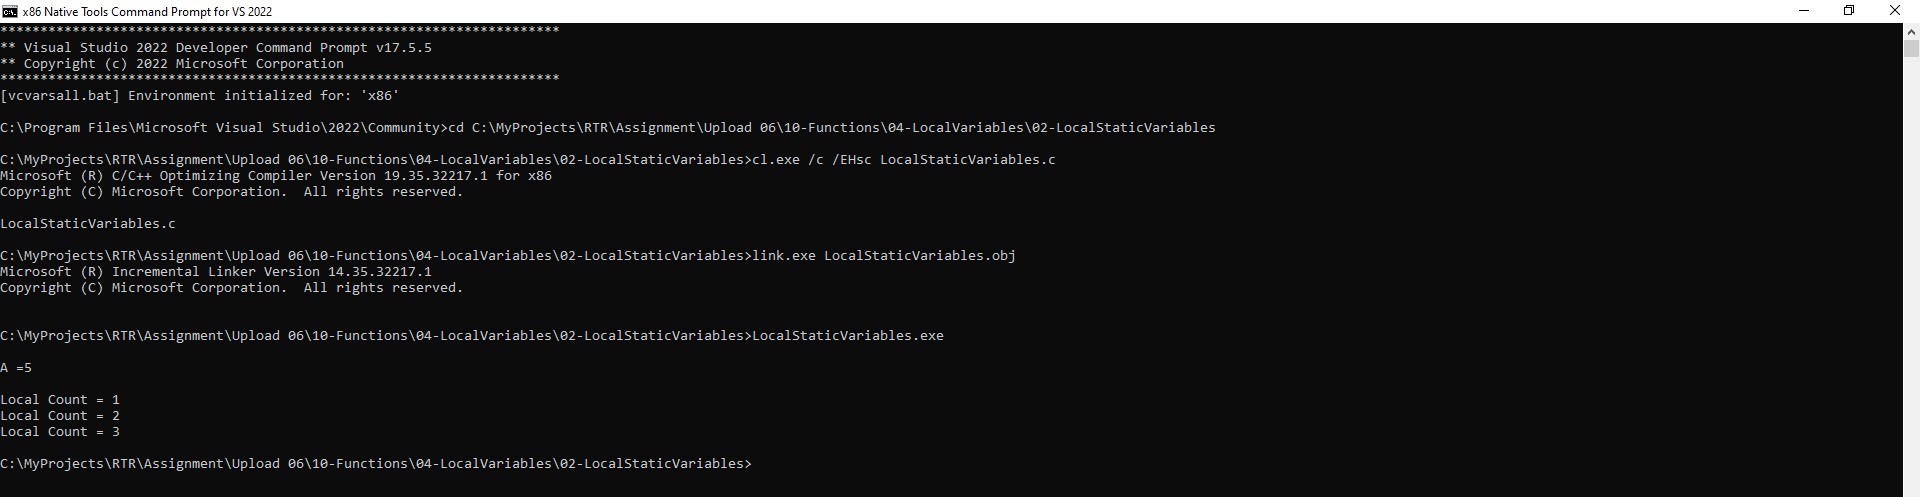 x86 Native Tools Command Prompt for VS 2022
**********************************************************************
** Visual Studio 2022 Developer Command Prompt v17.5.5
** Copyright (c) 2022 Microsoft Corporation
**********************************************************************
[vcvarsall.bat] Environment initialized for: 'x86'
C:\Program Files\Microsoft Visual Studio\2022\Community>cd C:\MyProjects\RTR\Assignment\Upload 06\10-Functions\04-LocalVariables\02-LocalStaticVariables
C:\MyProjects\RTR\Assignment\Upload 06\10-Functions\04-LocalVariables\02-LocalStaticVariables>cl.exe /c /EHsc LocalStaticVariables.c
Microsoft (R) C/C++ Optimizing Compiler Version 19.35.32217.1 for x86
Copyright (C) Microsoft Corporation.  All rights reserved.
LocalStaticVariables.c
C:\MyProjects\RTR\Assignment\Upload 06\10-Functions\04-LocalVariables\02-LocalStaticVariables>link.exe LocalStaticVariables.obj
Microsoft (R) Incremental Linker Version 14.35.32217.1
Copyright (C) Microsoft Corporation.  All rights reserved.
C:\MyProjects\RTR\Assignment\Upload 06\10-Functions\04-LocalVariables\02-LocalStaticVariables>LocalStaticVariables.exe
A =5
Local Count = 1
Local Count = 2
Local Count = 3
C:\MyProjects\RTR\Assignment\Upload 06\10-Functions\04-LocalVariables\02-LocalStaticVariables>